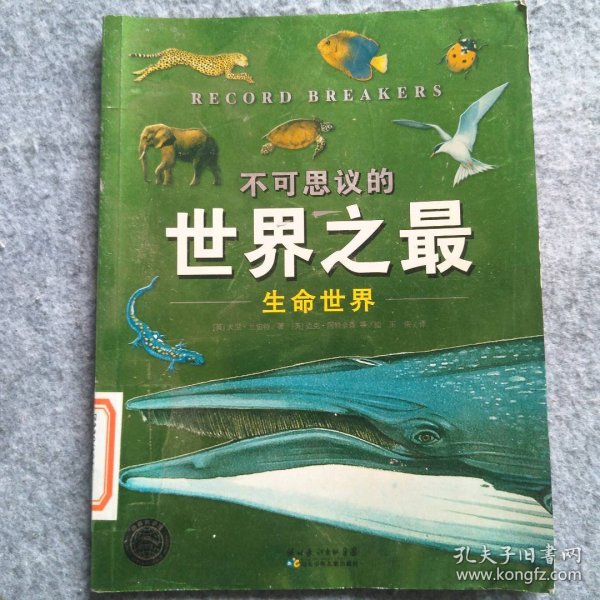 RECORD BREAKERS
不可思议的
世界之最
生命世界
孔夫子旧书网
www.kongfz.com